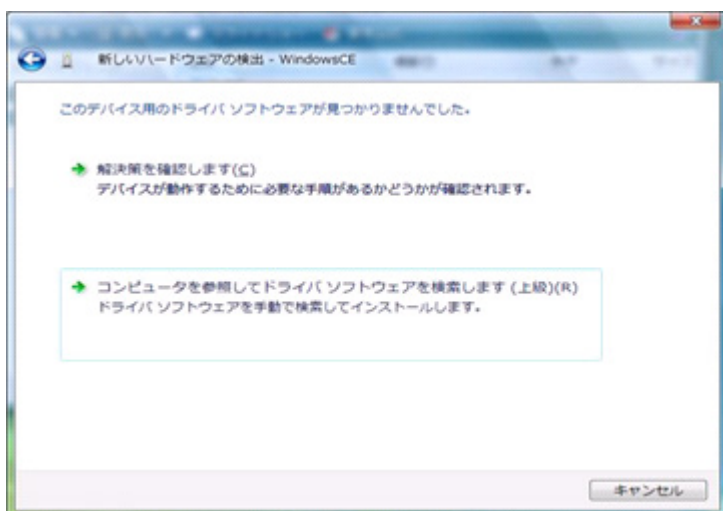 新しいハードウェアの検出 - WindowsCE
このデバイス用のドライバ ソフトウェアが見つかりませんでした。
解決策を確認します(C)
デバイスが動作するために必要な手順があるかどうかが確認されます。
コンピュータを参照してドライバ ソフトウェアを検索します (上級)(R)
ドライバ ソフトウェアを手動で検索してインストールします。
キャンセル